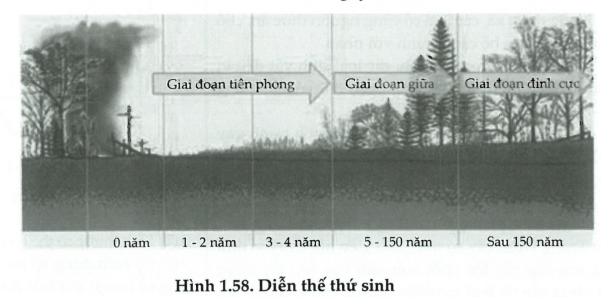 Giai đoạn tiên phong
Giai đoạn giữa
Giai đoạn đỉnh cực
0 năm
1 - 2 năm
3 - 4 năm
5 - 150 năm
Sau 150 năm
Hình 1.58. Diễn thế thứ sinh